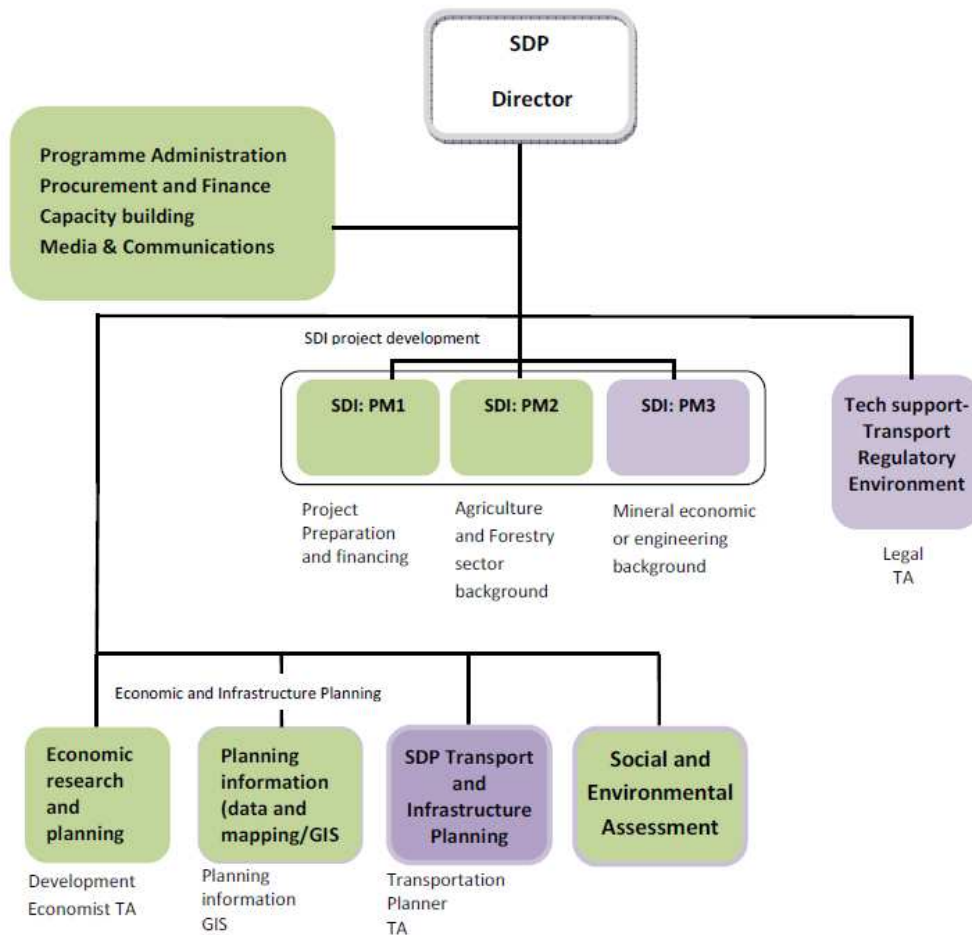 SDP
Director
Programme Administration
Procurement and Finance
Capacity building
Media & Communications
SDI project development
SDI: PM1
SDI: PM2
SDI: PM3
Tech support-
Transport
Regulatory
Environment
Project
Preparation
and financing
Agriculture
and Forestry
sector
background
Mineral economic
or engineering
background
Legal
TA
Economic and Infrastructure Planning
Economic
research
and
planning
Planning
information
(data and
mapping/GIS
SDP Transport
and
Infrastructure
Planning
Social and
Environmental
Assessment
Development
Economist TA
Planning
information
GIS
Transportation
Planner
TA